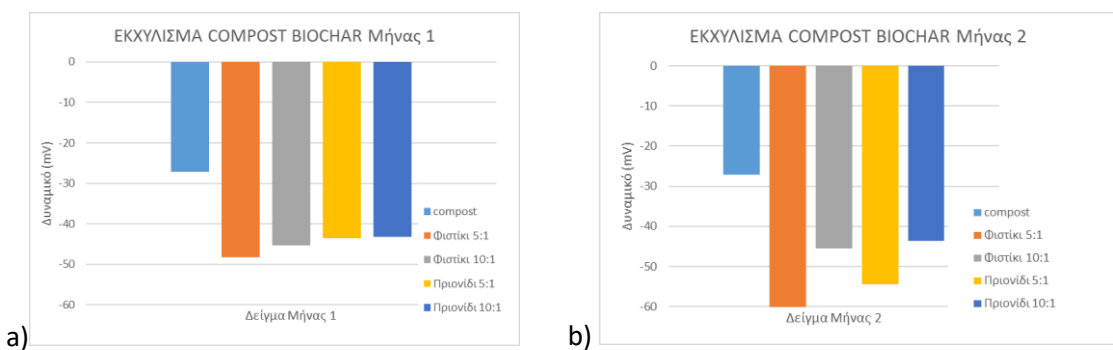 ΕΚΧΥΛΙΣΜΑ COMPOST BIOCHAR Μήνας 1
0
-10
-20
-30
-40
-50
-60
Δυναμικό (mV)
compost
Φιστίκι 5:1
Φιστίκι 10:1
Πριονίδι 5:1
Πριονίδι 10:1
Δείγμα Μήνας 1
a)
ΕΚΧΥΛΙΣΜΑ COMPOST BIOCHAR Μήνας 2
0
-10
-20
-30
-40
-50
-60
Δυναμικό (mV)
compost
Φιστίκι 5:1
Φιστίκι 10:1
Πριονίδι 5:1
Πριονίδι 10:1
Δείγμα Μήνας 2
b)